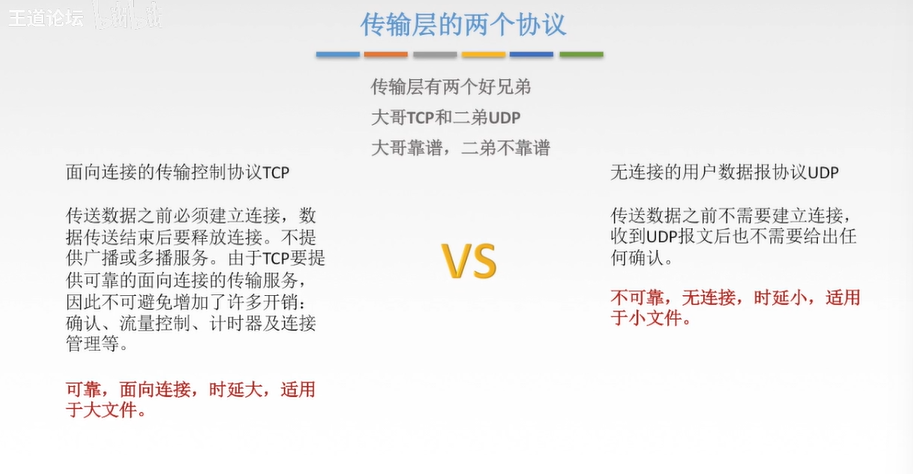 王道论坛
传输层的两个协议
传输层有两个好兄弟
大哥TCP和二弟UDP
大哥靠谱，二弟不靠谱
面向连接的传输控制协议TCP
传送数据之前必须建立连接，数
据传送结束后要释放连接。不提
供广播或多播服务。由于TCP要提
供可靠的面向连接的传输服务，
因此不可避免增加了许多开销：
确认、流量控制、计时器及连接
管理等。
可靠，面向连接，时延大，适用
于大文件。
VS
无连接的用户数据报协议UDP
传送数据之前不需要建立连接，
收到UDP报文后也不需要给出任
何确认。
不可靠，无连接，时延小，适用
于小文件。